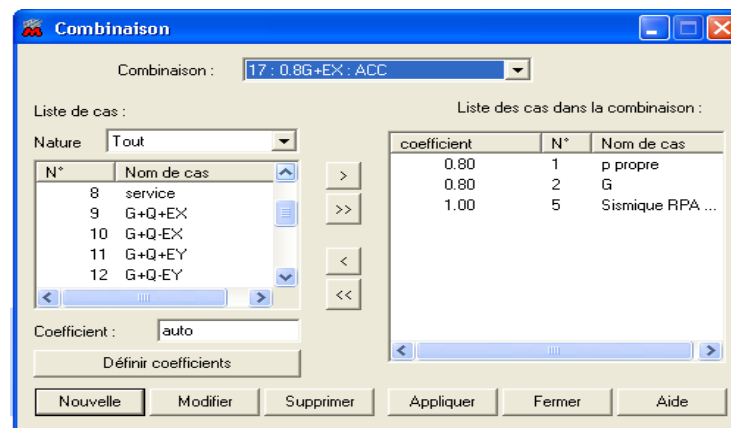 Combinaison
Combinaison : 17 : 0.8G+EX : ACC
Liste de cas :
Nature Tout
N° Nom de cas
8 service
9 G+Q+EX
10 G+Q-EX
11 G+Q+EY
12 G+Q-EY
Coefficient : auto
Définir coefficients
>
>>
<
<<
Liste des cas dans la combinaison :
coefficient N° Nom de cas
0.80 1 p propre
0.80 2 G
1.00 5 Sismique RPA ...
Nouvelle Modifier Supprimer Appliquer Fermer Aide